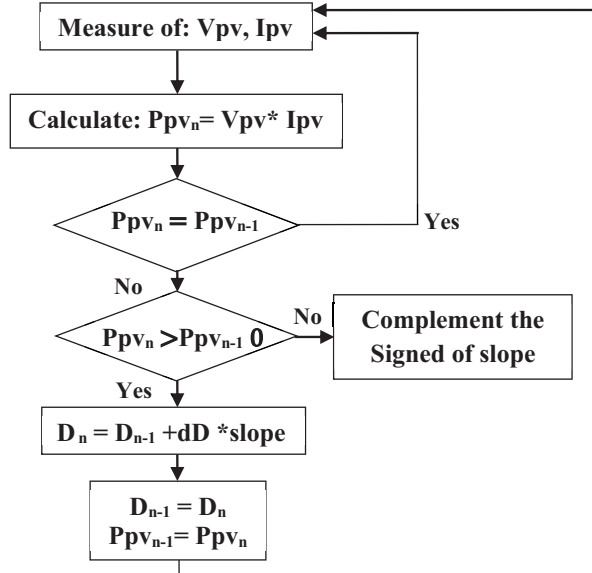 Measure of: Vpv, Ipv
Calculate: Ppvₙ= Vpv* Ipv
Ppvₙ = Ppvₙ₋₁
Yes
No
Ppvₙ >Ppvₙ₋₁ 0
No
Complement the
Signed of slope
Yes
Dₙ = Dₙ₋₁ +dD *slope
Dₙ₋₁ = Dₙ
Ppvₙ₋₁= Ppvₙ